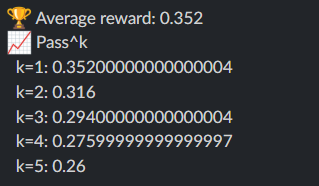 🏆 Average reward: 0.352
📈 Pass^k
k=1: 0.35200000000000004
k=2: 0.316
k=3: 0.29400000000000004
k=4: 0.27599999999999997
k=5: 0.26